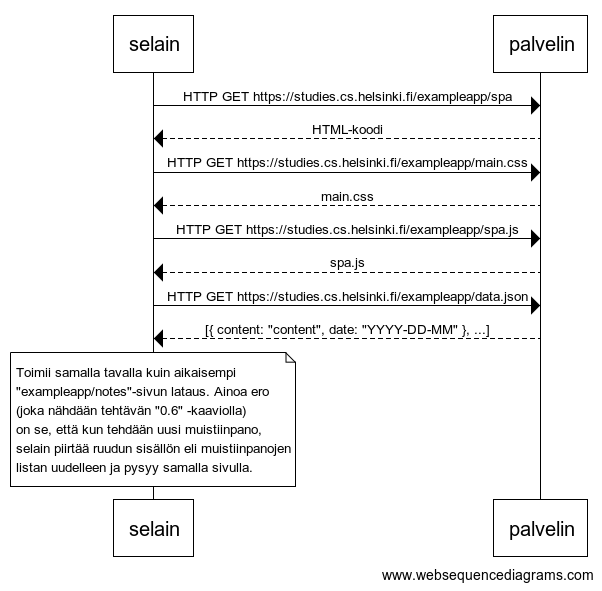 selain palvelin
HTTP GET https://studies.cs.helsinki.fi/exampleapp/spa
HTML-koodi
HTTP GET https://studies.cs.helsinki.fi/exampleapp/main.css
main.css
HTTP GET https://studies.cs.helsinki.fi/exampleapp/spa.js
spa.js
HTTP GET https://studies.cs.helsinki.fi/exampleapp/data.json
[{ content: "content", date: "YYYY-DD-MM" }, ...]
Toimii samalla tavalla kuin aikaisempi
"exampleapp/notes"-sivun lataus. Ainoa ero
(joka nähdään tehtävän "0.6" -kaaviolla)
on se, että kun tehdään uusi muistiinpano,
selain piirtää ruudun sisällön eli muistiinpanojen
listan uudelleen ja pysyy samalla sivulla.
selain palvelin
www.websequencediagrams.com